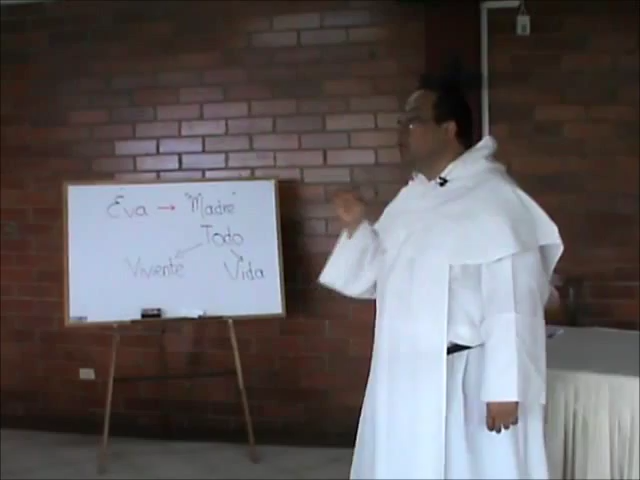 Eva → "Madre"
Todo
Viviente Vida